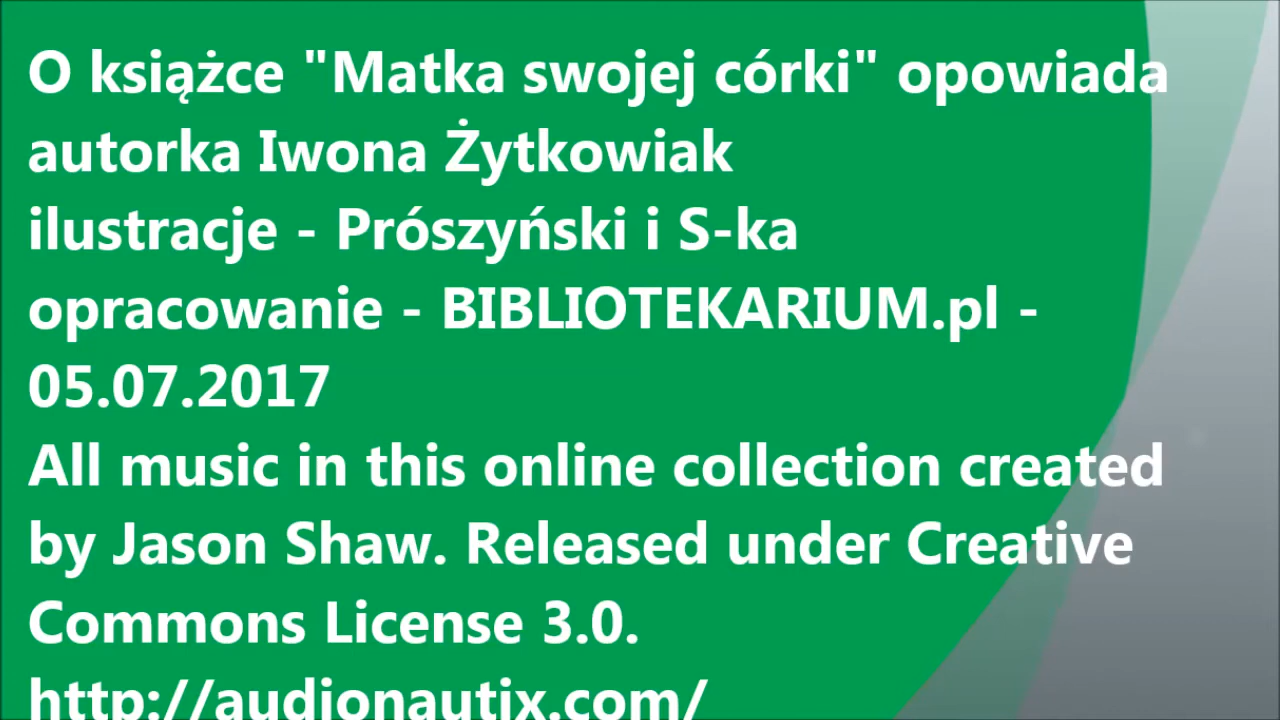 O książce "Matka swojej córki" opowiada
autorka Iwona Żytkowiak
ilustracje - Prószyński i S-ka
opracowanie - BIBLIOTEKARIUM.pl -
05.07.2017
All music in this online collection created
by Jason Shaw. Released under Creative
Commons License 3.0.
http://audionautix.com/